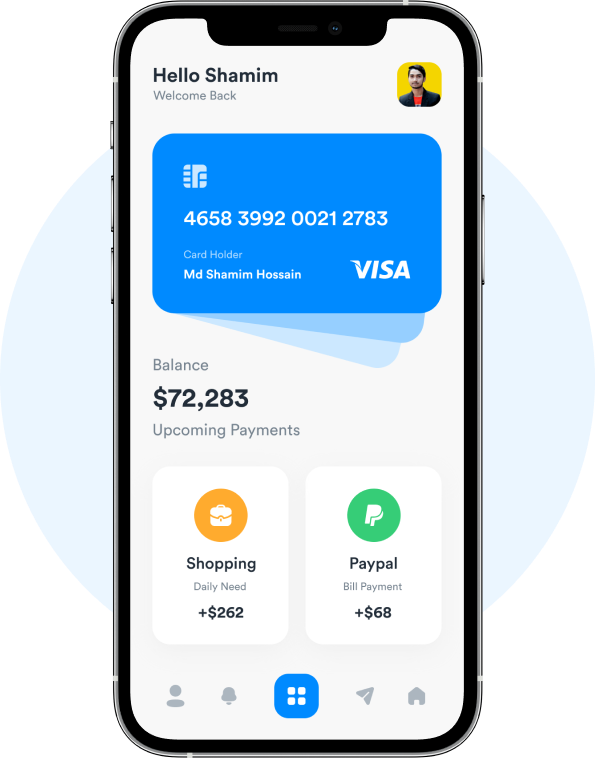 Hello Shamim
Welcome Back
4658 3992 0021 2783
Card Holder
Md Shamim Hossain
VISA
Balance
$72,283
Upcoming Payments
Shopping
Daily Need
+$262
Paypal
Bill Payment
+$68